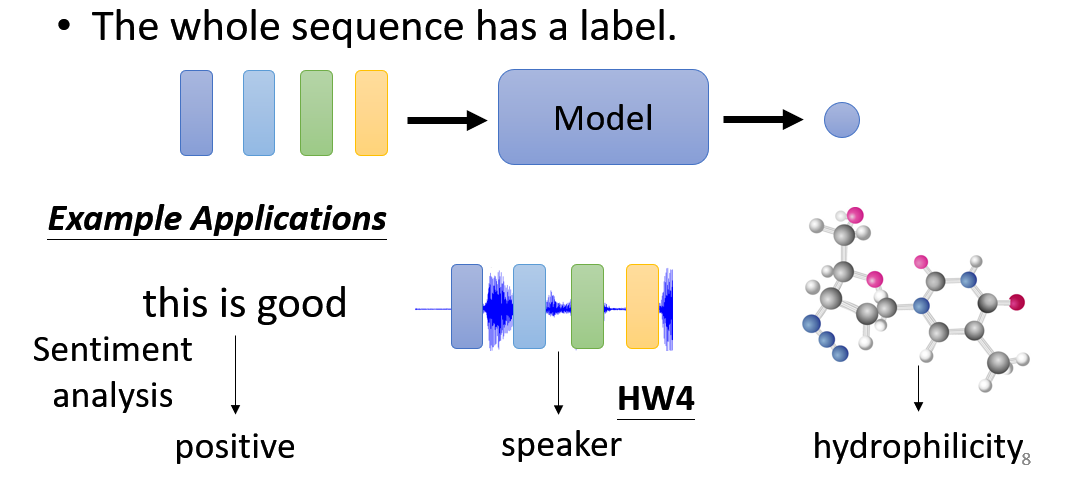 • The whole sequence has a label.
Model
Example Applications
this is good
Sentiment
analysis
positive
HW4
speaker
hydrophilicity
8